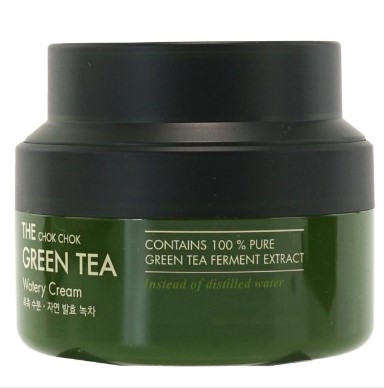 THE CHOK CHOK
GREEN TEA
Watery Cream
촉촉 수분 · 자연 발효 녹차
CONTAINS 100 % PURE
GREEN TEA FERMENT EXTRACT
Instead of distilled water